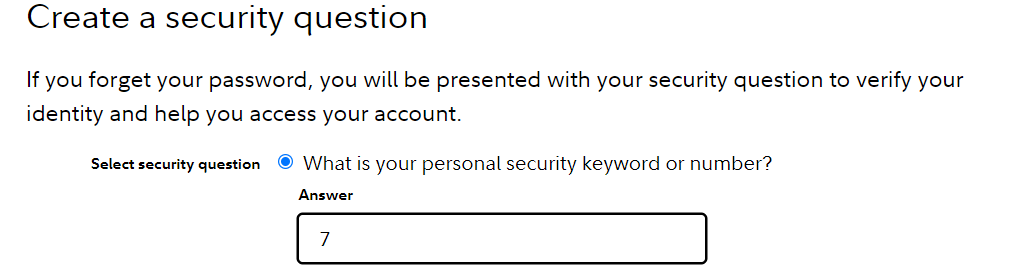 Create a security question
If you forget your password, you will be presented with your security question to verify your
identity and help you access your account.
Select security question What is your personal security keyword or number?
Answer
7